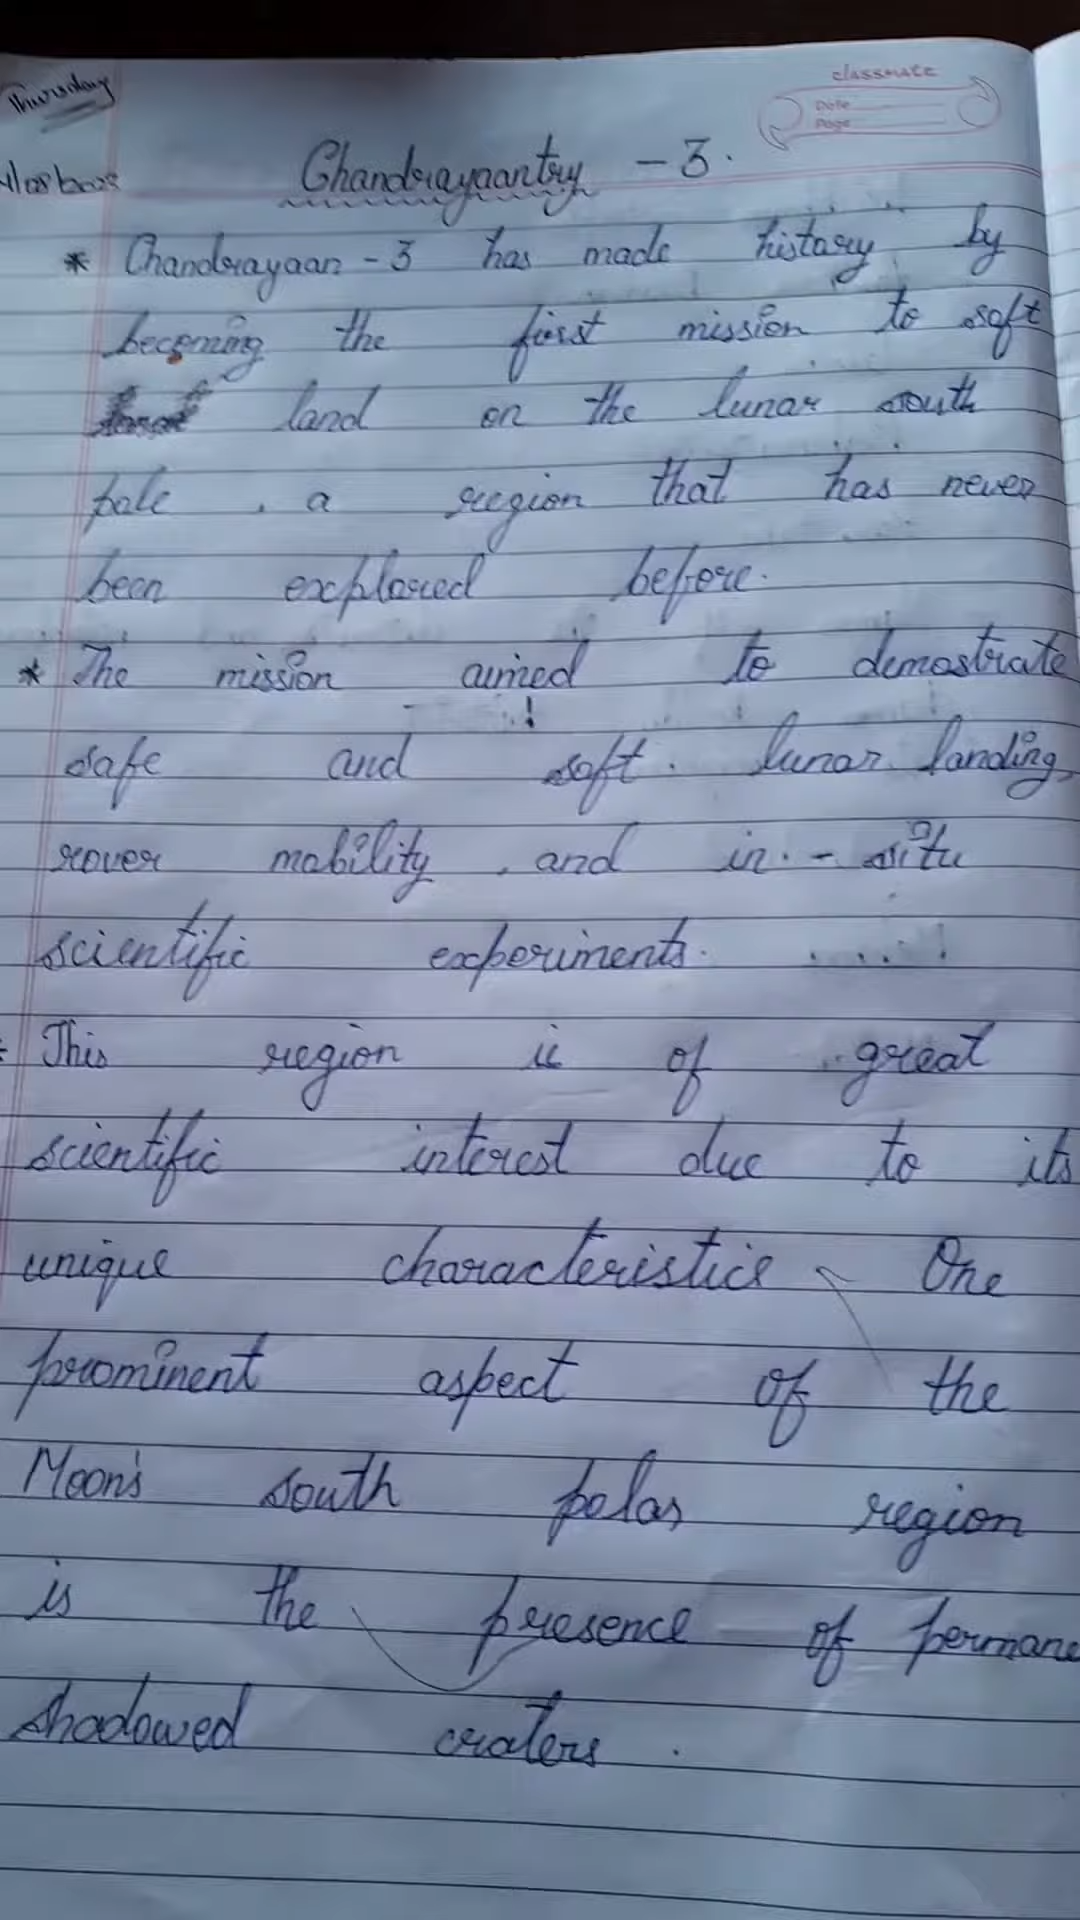 Thursday
classmate
Date
Page
Chandrayaantry - 3.
* Chandrayaan - 3 has made history by
becoming the first mission to soft
land on the lunar south
pole , a region that has never
been explored before.
* The mission aimed to demostrate
safe and soft . lunar landing,
rover mobility , and in - situ
scientific experiments.
This region is of great
scientific interest due to its
unique characteristics One
prominent aspect of the
Moon's south polar region
is the presence of permane
shadowed craters .